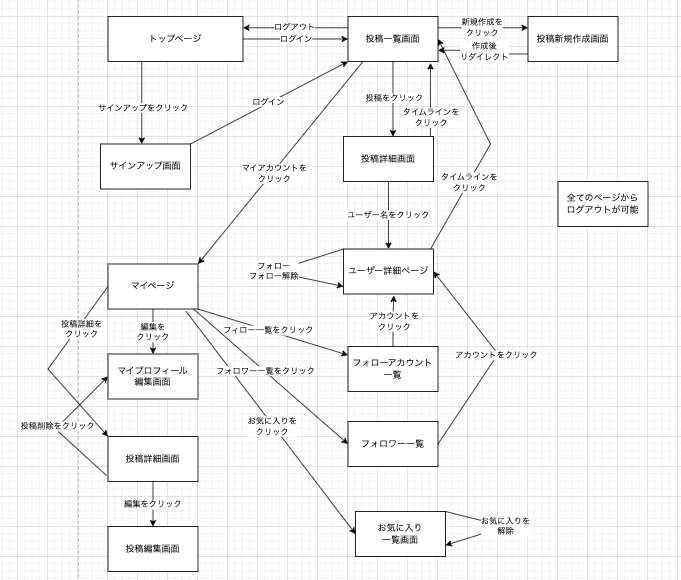 ログアウト
ログイン
トップページ
投稿一覧画面
新規作成を
クリック
作成後
リダイレクト
投稿新規作成画面
サインアップをクリック
ログイン
投稿をクリック
タイムラインを
クリック
サインアップ画面
マイアカウントを
クリック
投稿詳細画面
タイムラインを
クリック
全てのページから
ログアウトが可能
ユーザー名をクリック
フォロー
フォロー解除
ユーザー詳細ページ
マイページ
投稿詳細を
クリック
編集を
クリック
フィロー一覧をクリック
アカウントを
クリック
マイプロフィール
編集画面
フォロワー一覧をクリック
フォローアカウント
一覧
アカウントをクリック
投稿削除をクリック
お気に入りを
クリック
フォロワー一覧
投稿詳細画面
編集をクリック
投稿編集画面
お気に入り
一覧画面
お気に入りを
解除